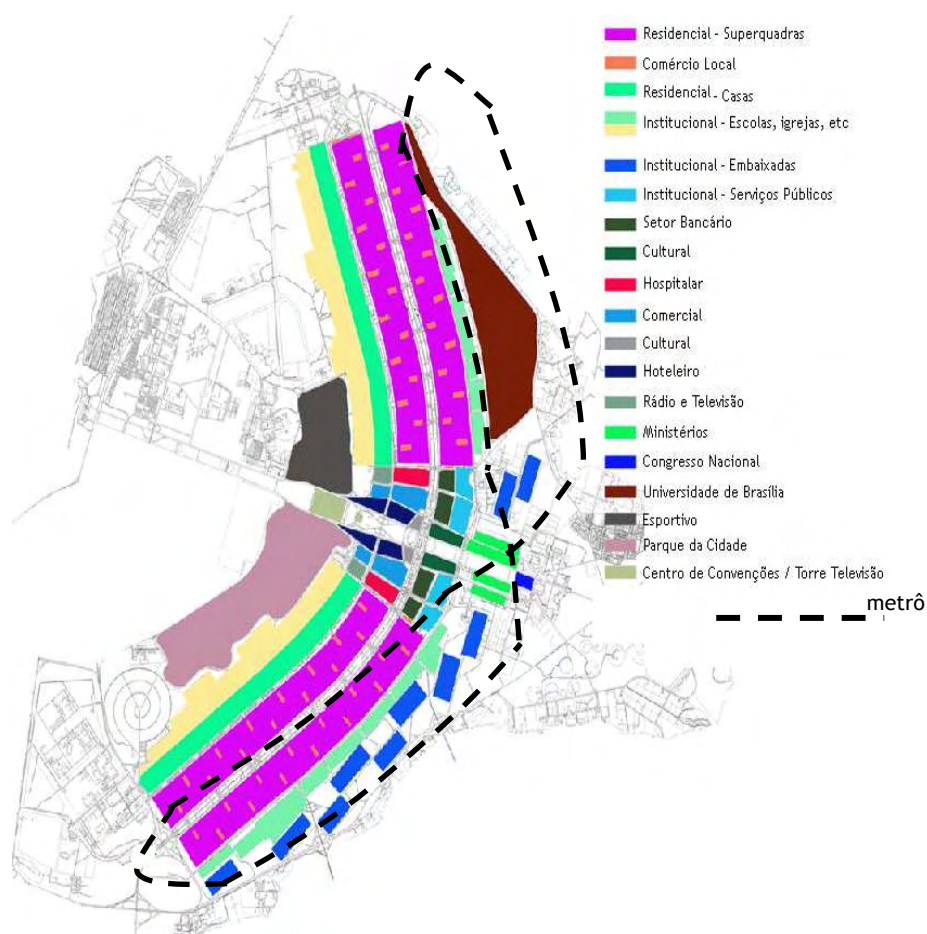 Residencial - Superquadras
Comércio Local
Residencial - Casas
Institucional - Escolas, igrejas, etc
Institucional - Embaixadas
Institucional - Serviços Públicos
Setor Bancário
Cultural
Hospitalar
Comercial
Cultural
Hoteleiro
Rádio e Televisão
Ministérios
Congresso Nacional
Universidade de Brasília
Esportivo
Parque da Cidade
Centro de Convenções / Torre Televisão
metrô